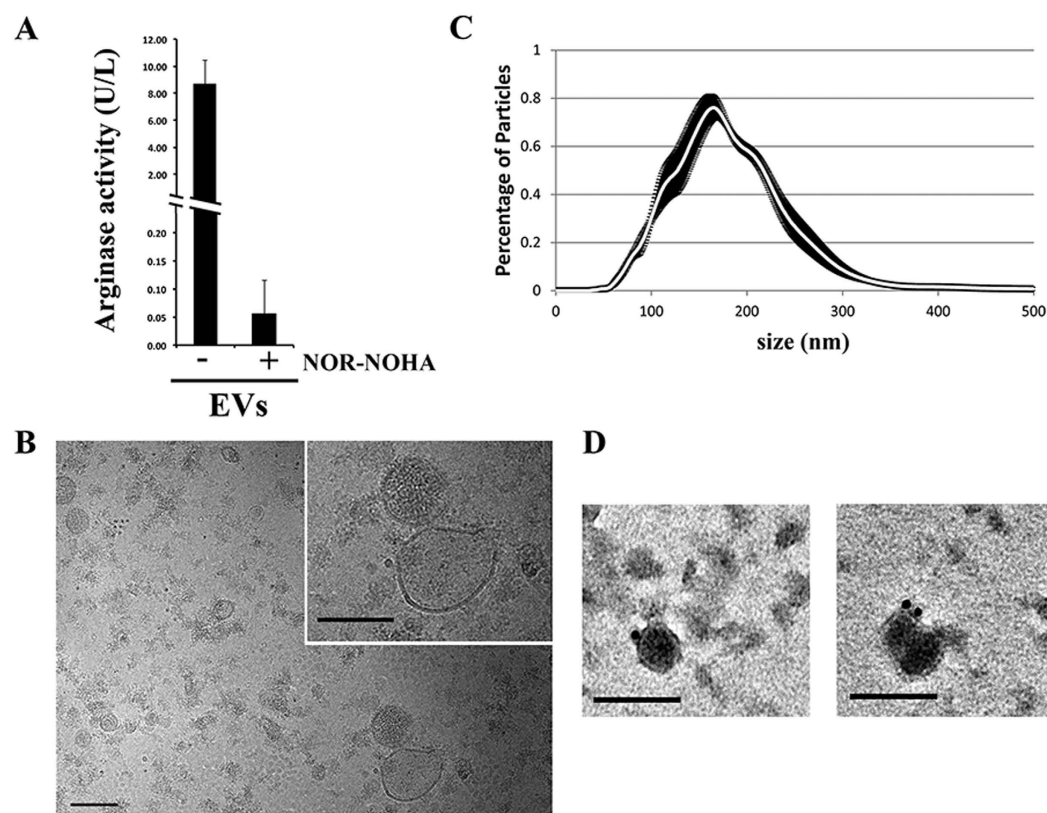 A
Arginase activity (U/L)
12.00
10.00
8.00
6.00
4.00
2.00
0.20
0.15
0.10
0.05
0.00
- + NOR-NOHA
EVs
C
Percentage of Particles
1
0.8
0.6
0.4
0.2
0
0 100 200 300 400 500
size (nm)
B
D